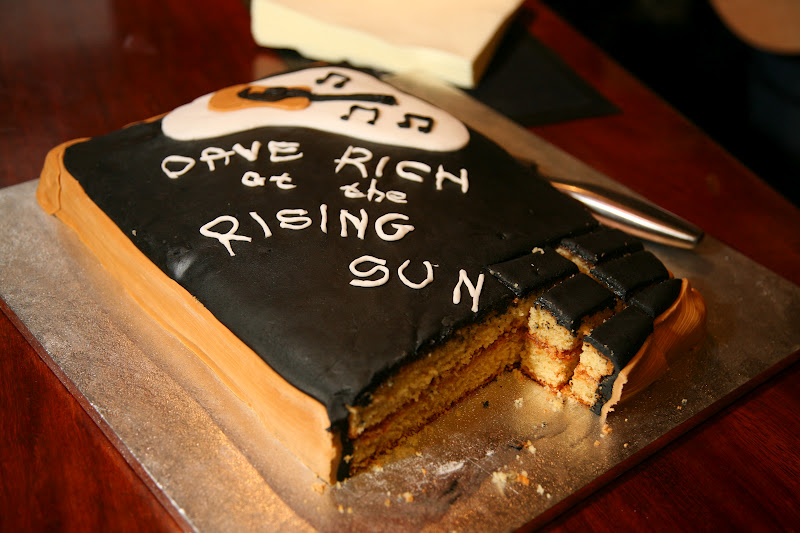 DAVE RICH
at the
RISING
SUN